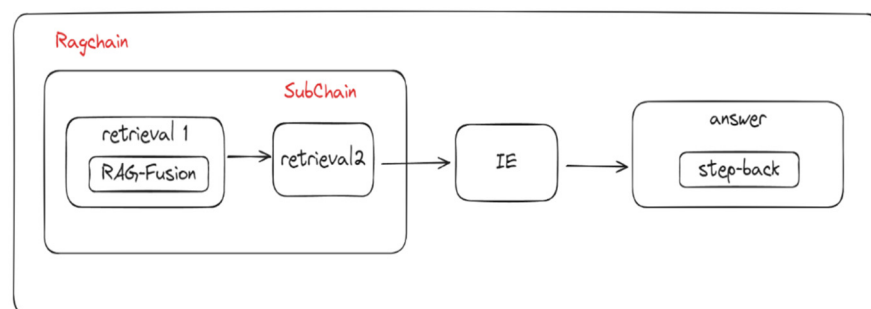 Ragchain
SubChain
retrieval 1
RAG-Fusion
retrieval2
IE
answer
step-back